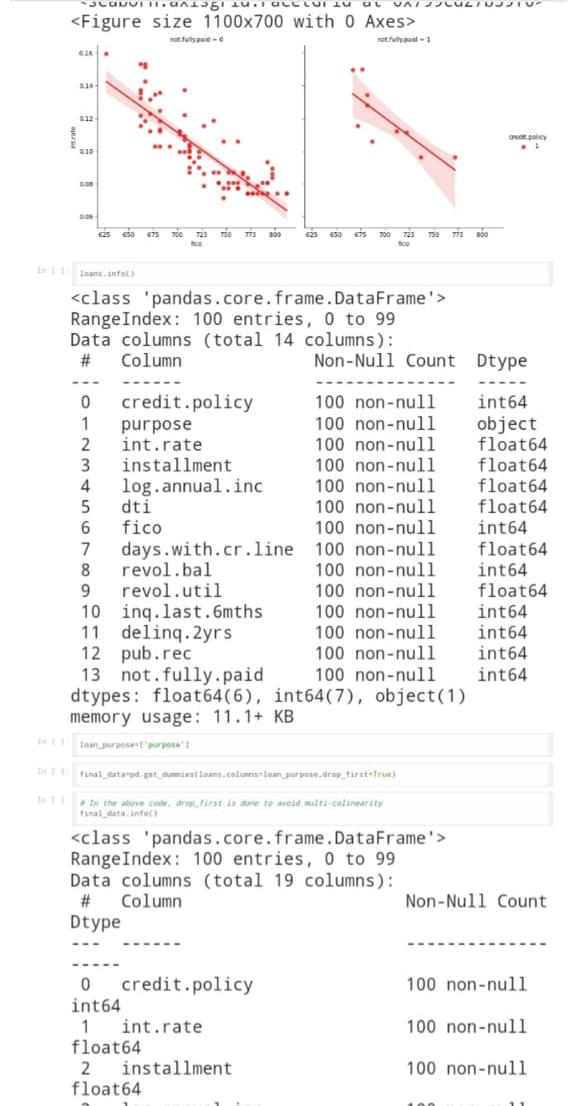 <Figure size 1100x700 with 0 Axes>
not.fully.paid = 0
not.fully.paid = 1
0.16
0.14
0.12
0.10
0.08
0.06
int.rate
625 650 675 700 725 750 775 800
fico
625 650 675 700 725 750 775 800
fico
credit.policy
1
In [ ]: loans.info()
<class 'pandas.core.frame.DataFrame'>
RangeIndex: 100 entries, 0 to 99
Data columns (total 14 columns):
# Column Non-Null Count Dtype
--- ------ -------------- -----
0 credit.policy 100 non-null int64
1 purpose 100 non-null object
2 int.rate 100 non-null float64
3 installment 100 non-null float64
4 log.annual.inc 100 non-null float64
5 dti 100 non-null float64
6 fico 100 non-null int64
7 days.with.cr.line 100 non-null float64
8 revol.bal 100 non-null int64
9 revol.util 100 non-null float64
10 inq.last.6mths 100 non-null int64
11 delinq.2yrs 100 non-null int64
12 pub.rec 100 non-null int64
13 not.fully.paid 100 non-null int64
dtypes: float64(6), int64(7), object(1)
memory usage: 11.1+ KB
In [ ]: loan_purpose=['purpose']
In [ ]: final_data=pd.get_dummies(loans,columns=loan_purpose,drop_first=True)
In [ ]: # In the above code, drop_first is done to avoid multi-colinearity
final_data.info()
<class 'pandas.core.frame.DataFrame'>
RangeIndex: 100 entries, 0 to 99
Data columns (total 19 columns):
# Column Non-Null Count
Dtype
--- ------ --------------
-----
0 credit.policy 100 non-null
int64
1 int.rate 100 non-null
float64
2 installment 100 non-null
float64